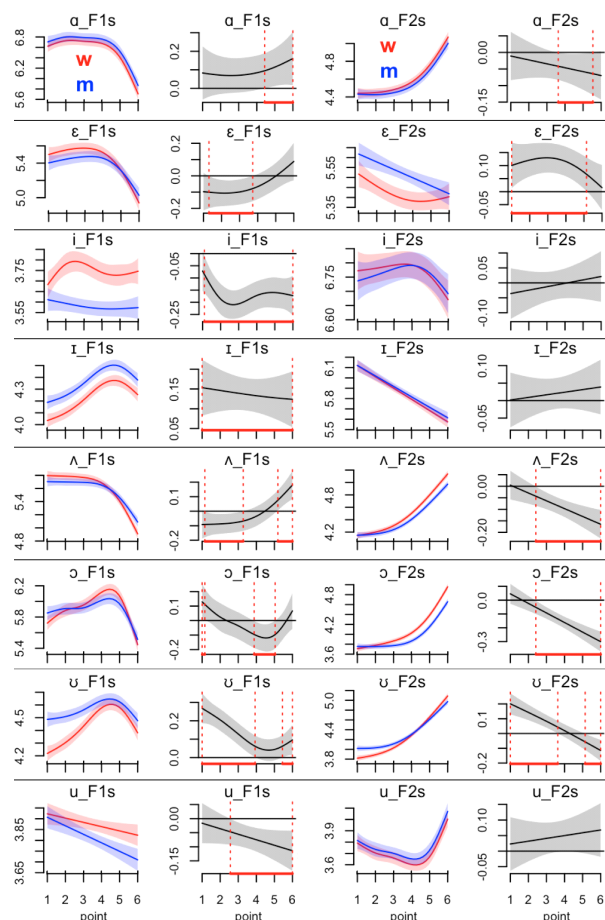 ɑ_F1s ɑ_F1s ɑ_F2s ɑ_F2s
w w
m m
5.6 6.2 6.8 0.0 0.2 4.4 4.8 -0.15 0.00
ɛ_F1s ɛ_F1s ɛ_F2s ɛ_F2s
5.0 5.4 -0.2 0.0 0.2 5.35 5.55 -0.05 0.10
i_F1s i_F1s i_F2s i_F2s
3.55 3.75 -0.25 -0.05 6.60 6.75 -0.10 0.05
ɪ_F1s ɪ_F1s ɪ_F2s ɪ_F2s
4.0 4.3 0.05 0.15 5.5 5.8 6.1 -0.05 0.10
ʌ_F1s ʌ_F1s ʌ_F2s ʌ_F2s
4.8 5.4 -0.2 0.1 4.2 4.8 -0.20 0.00
ɔ_F1s ɔ_F1s ɔ_F2s ɔ_F2s
5.4 5.8 6.2 -0.2 0.1 3.6 4.2 4.8 -0.3 0.0
ʊ_F1s ʊ_F1s ʊ_F2s ʊ_F2s
4.2 4.5 0.0 0.2 3.8 4.4 5.0 -0.2 0.1
u_F1s u_F1s u_F2s u_F2s
3.65 3.85 -0.15 0.00 3.6 3.9 -0.05 0.10
1 2 3 4 5 6 1 2 3 4 5 6 1 2 3 4 5 6 1 2 3 4 5 6
point point point point